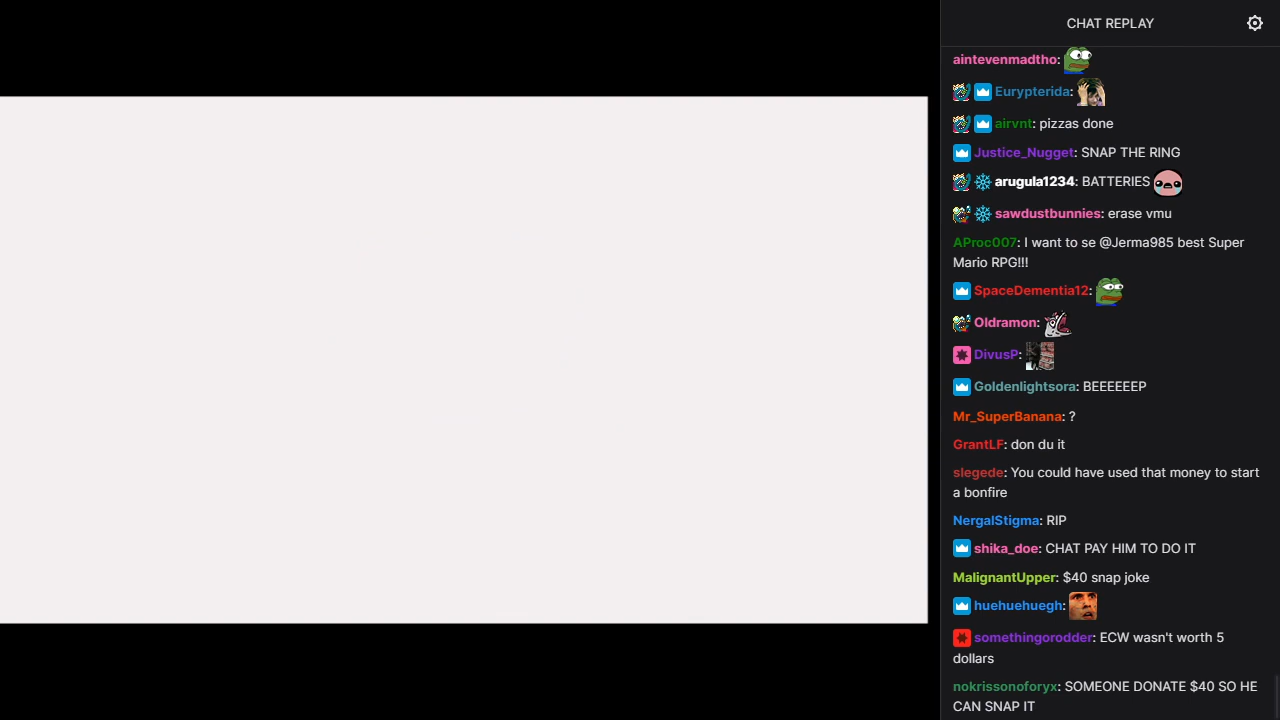 CHAT REPLAY
aintevenmadtho:
Eurypterida:
airvnt: pizzas done
Justice_Nugget: SNAP THE RING
arugula1234: BATTERIES
sawdustbunnies: erase vmu
AProc007: I want to se @Jerma985 best Super
Mario RPG!!!
SpaceDementia12:
Oldramon:
DivusP:
Goldenlightsora: BEEEEEEP
Mr_SuperBanana: ?
GrantLF: don du it
slegede: You could have used that money to start
a bonfire
NergalStigma: RIP
shika_doe: CHAT PAY HIM TO DO IT
MalignantUpper: $40 snap joke
huehuehuegh:
somethingorodder: ECW wasn't worth 5
dollars
nokrissonoforyx: SOMEONE DONATE $40 SO HE
CAN SNAP IT